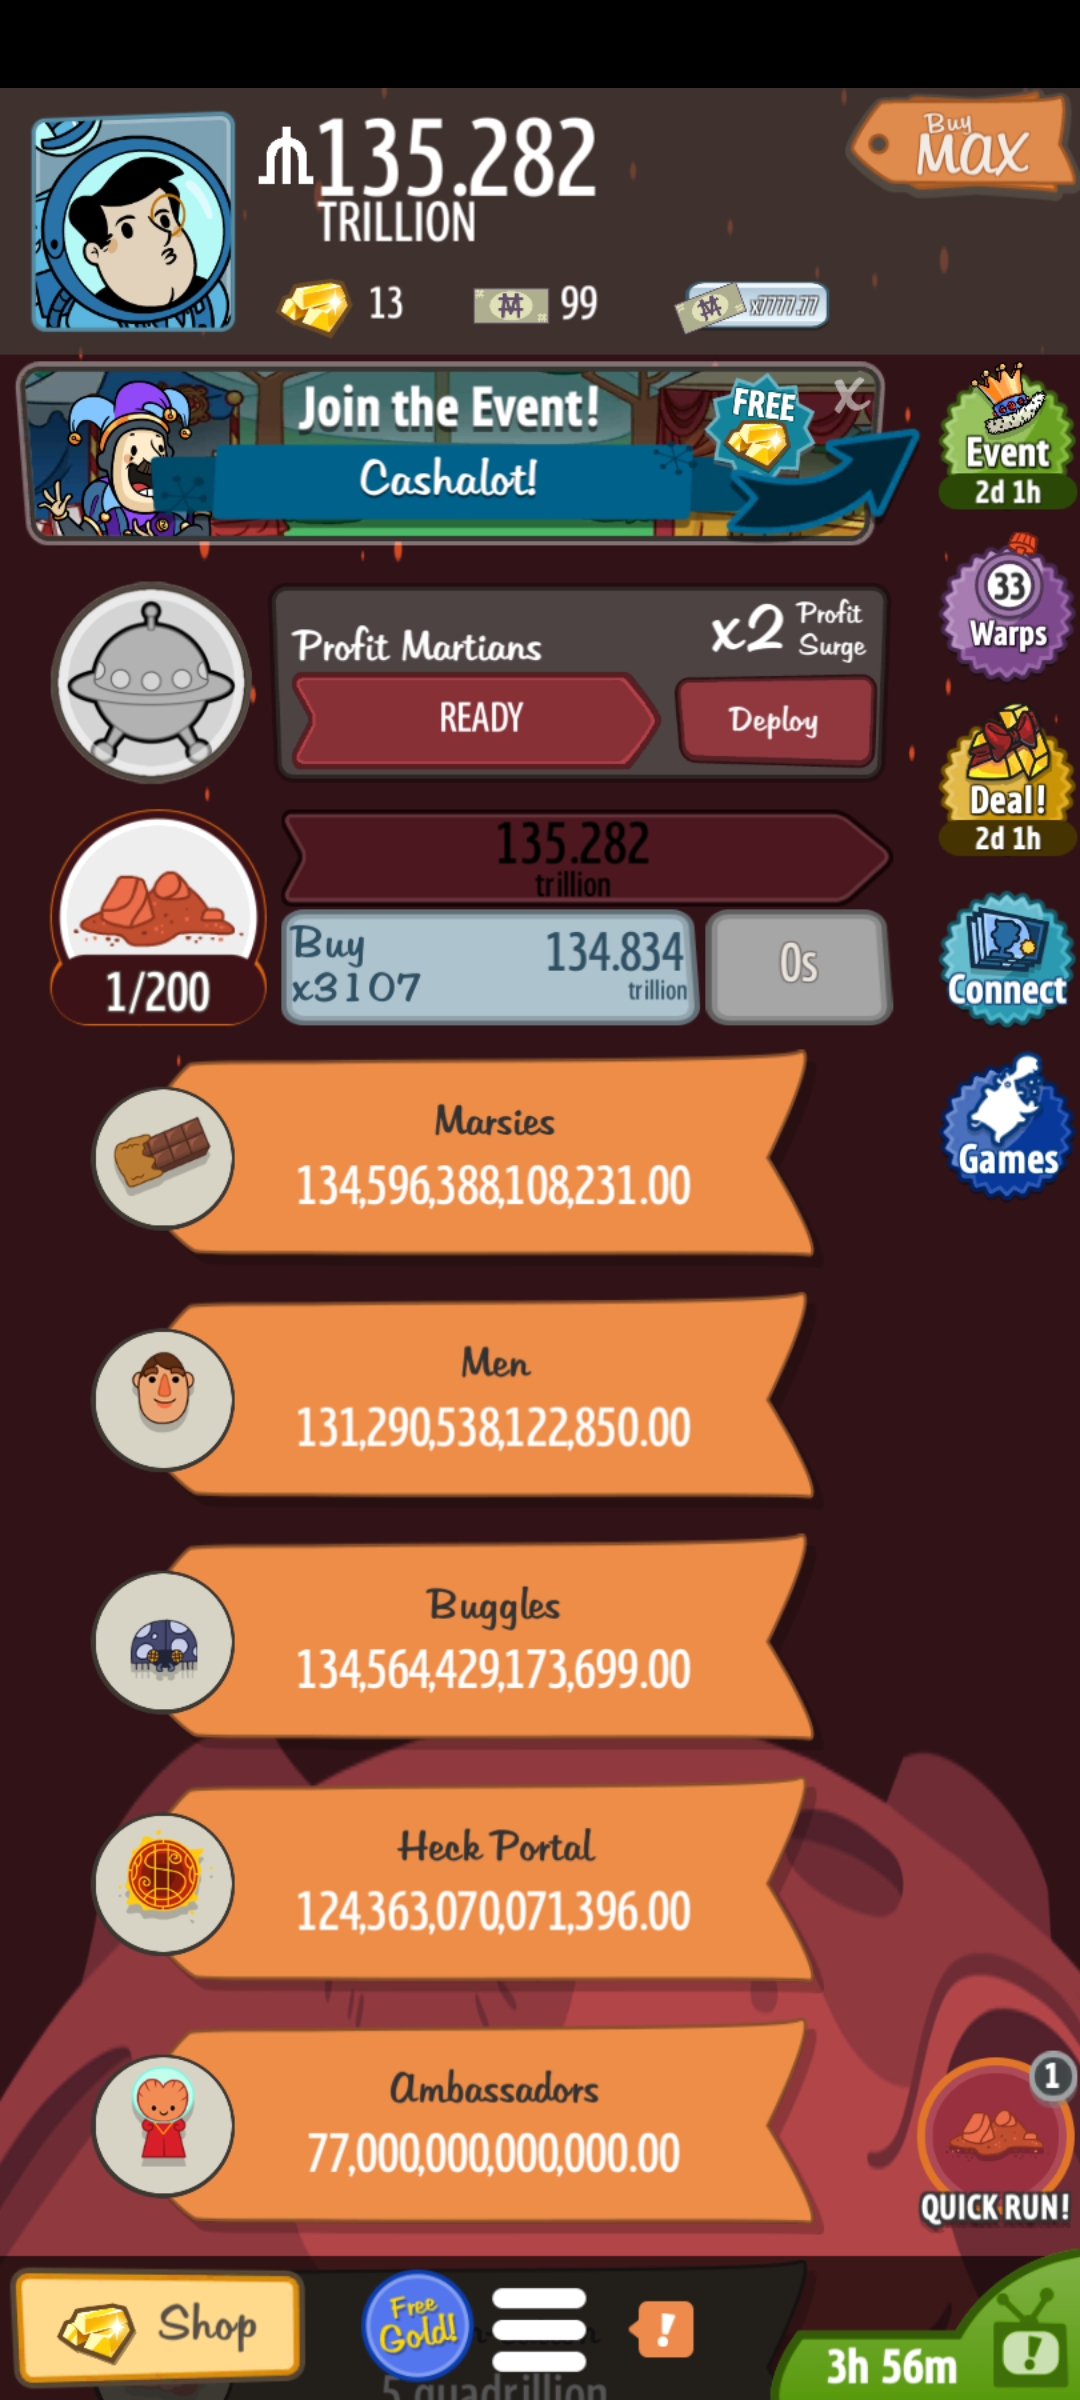 135.282
TRILLION
Buy
MAX
13
99
x7777.77
Join the Event!
Cashalot!
FREE
X
Event
2d 1h
33
Warps
Profit Martians
x2 Profit Surge
READY
Deploy
Deal!
2d 1h
135.282
trillion
1/200
Buy
x3107
134.834
trillion
0s
Connect
Marsies
134,596,388,108,231.00
Games
Men
131,290,538,122,850.00
Buggles
134,564,429,173,699.00
Heck Portal
124,363,070,071,396.00
Ambassadors
77,000,000,000,000.00
1
QUICK RUN!
Shop
Free
Gold!
!
5 quadrillion
3h 56m
!